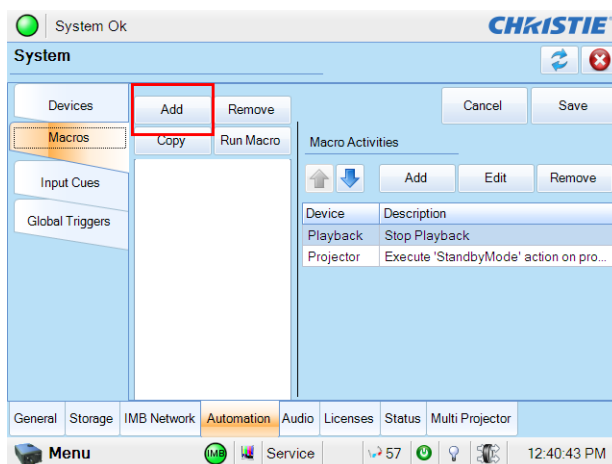 System Ok
CHRISTIE
System
Devices
Macros
Input Cues
Global Triggers
Add Remove
Copy Run Macro
Cancel Save
Macro Activities
Add Edit Remove
Device Description
Playback Stop Playback
Projector Execute 'StandbyMode' action on pro...
General Storage IMB Network Automation Audio Licenses Status Multi Projector
Menu IMB Service 57 12:40:43 PM